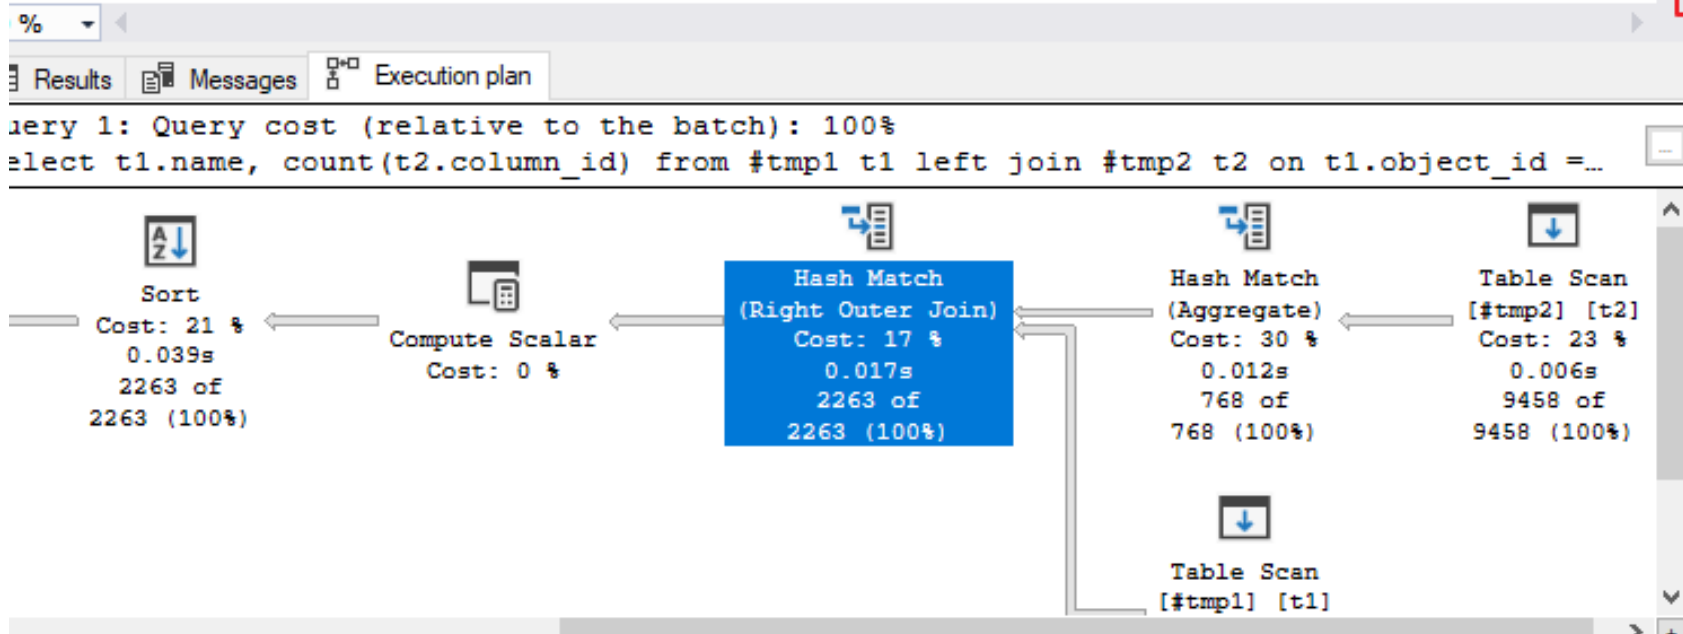 %
Results
Messages
Execution plan
uery 1: Query cost (relative to the batch): 100%
elect t1.name, count(t2.column_id) from #tmp1 t1 left join #tmp2 t2 on t1.object_id =…
...
Sort
Cost: 21 %
0.039s
2263 of
2263 (100%)
Compute Scalar
Cost: 0 %
Hash Match
(Right Outer Join)
Cost: 17 %
0.017s
2263 of
2263 (100%)
Hash Match
(Aggregate)
Cost: 30 %
0.012s
768 of
768 (100%)
Table Scan
[#tmp2] [t2]
Cost: 23 %
0.006s
9458 of
9458 (100%)
Table Scan
[#tmp1] [t1]